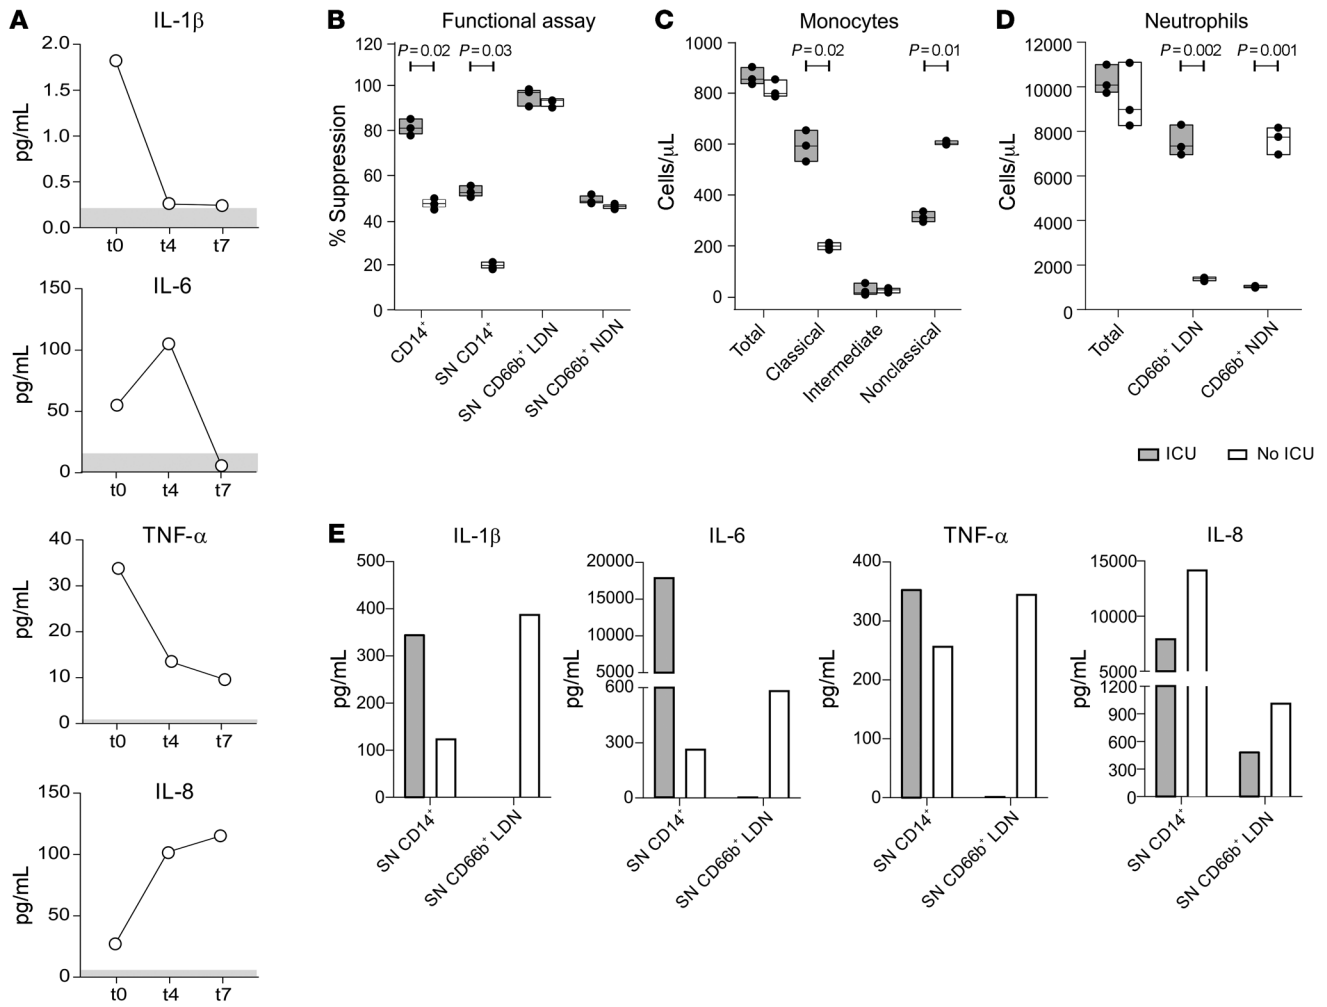 A
IL-1β
pg/mL
2.0
1.5
1.0
0.5
0.0
t0 t4 t7
IL-6
pg/mL
150
100
50
0
t0 t4 t7
TNF-α
pg/mL
40
30
20
10
0
t0 t4 t7
IL-8
pg/mL
150
100
50
0
t0 t4 t7
B Functional assay
P = 0.02 P = 0.03
% Suppression
120
100
80
60
40
20
0
CD14⁺
SN CD14⁺
SN CD66b⁺ LDN
SN CD66b⁺ NDN
C Monocytes
P = 0.02 P = 0.01
Cells/μL
1000
800
600
400
200
0
Total
Classical
Intermediate
Nonclassical
D Neutrophils
P = 0.002 P = 0.001
Cells/μL
12000
10000
8000
6000
4000
2000
0
Total
CD66b⁺ LDN
CD66b⁺ NDN
ICU No ICU
E
IL-1β
pg/mL
500
400
300
200
100
0
SN CD14⁺
SN CD66b⁺ LDN
IL-6
pg/mL
20000
15000
10000
5000
600
300
0
SN CD14⁺
SN CD66b⁺ LDN
TNF-α
pg/mL
400
300
200
100
0
SN CD14⁺
SN CD66b⁺ LDN
IL-8
pg/mL
15000
10000
5000
1200
900
600
300
0
SN CD14⁺
SN CD66b⁺ LDN